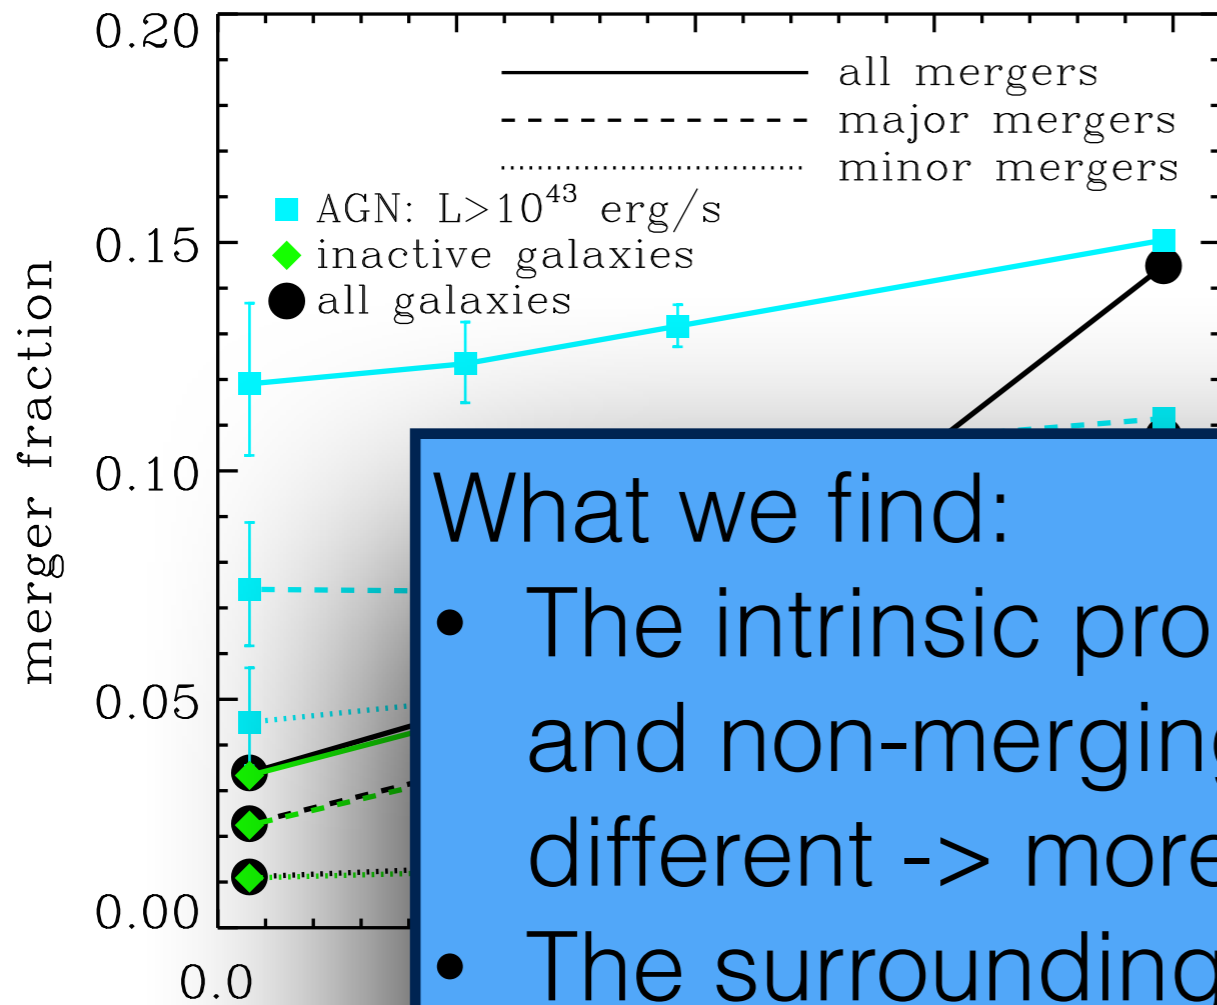 0.20
all mergers
major mergers
minor mergers
AGN: L>10⁴³ erg/s
inactive galaxies
all galaxies
0.15
0.10
0.05
0.00
0.0
merger fraction
What we find:
• The intrinsic pro
and non-merging
different -> more
• The surrounding